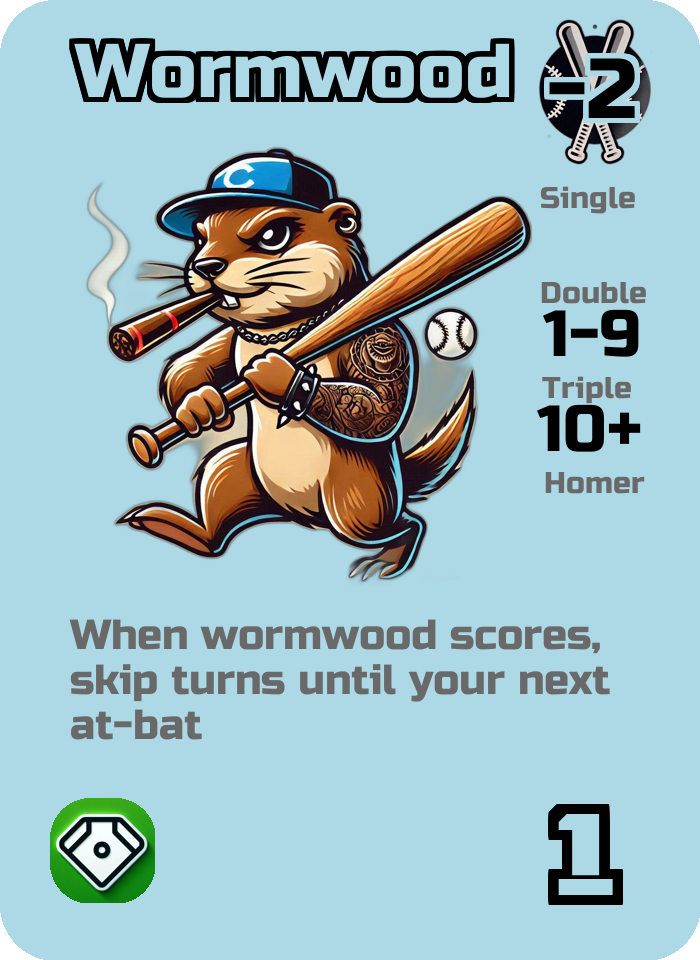 Wormwood
-2
C
Single
Double
1-9
Triple
10+
Homer
When wormwood scores,
skip turns until your next
at-bat
1